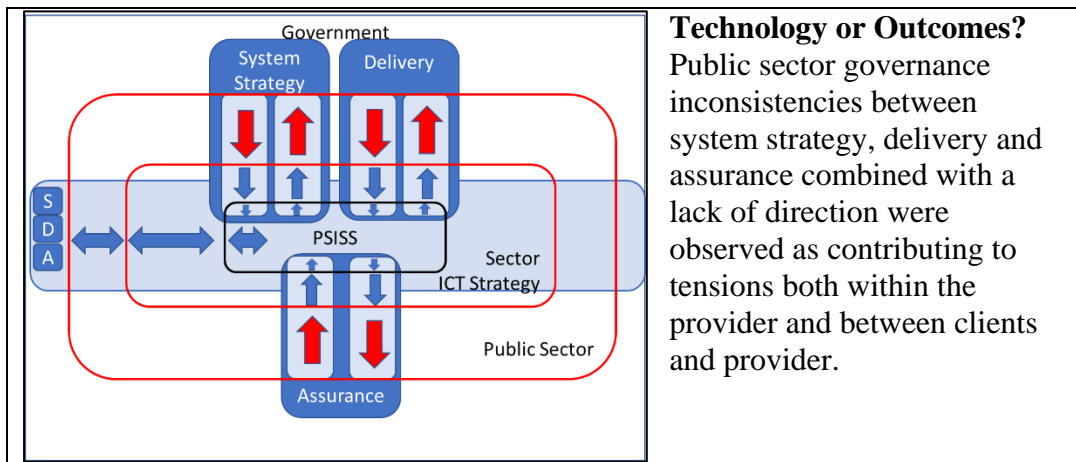 Government
System
Strategy
Delivery
S
D
A
PSISS
Sector
ICT Strategy
Public Sector
Assurance
Technology or Outcomes?
Public sector governance
inconsistencies between
system strategy, delivery and
assurance combined with a
lack of direction were
observed as contributing to
tensions both within the
provider and between clients
and provider.